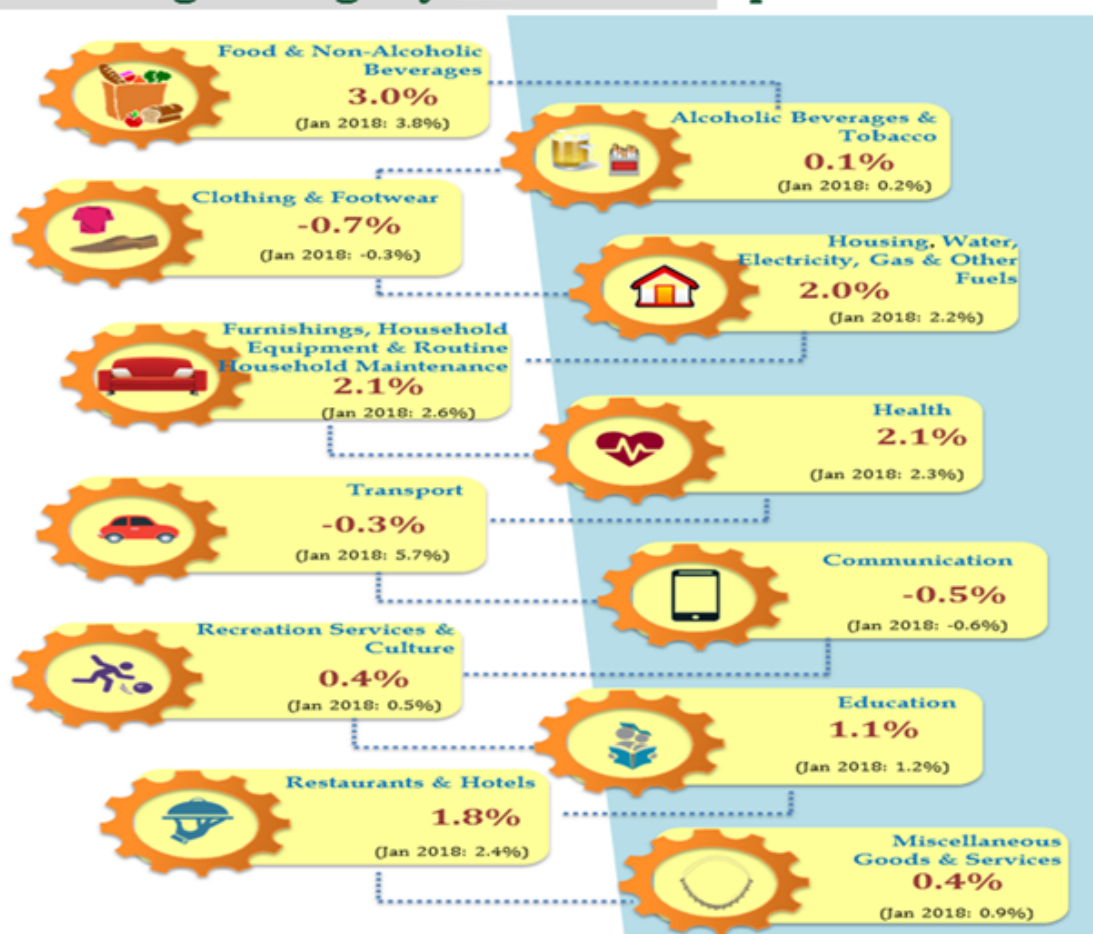 Food & Non-Alcoholic
Beverages
3.0%
(Jan 2018: 3.8%)
Alcoholic Beverages &
Tobacco
0.1%
(Jan 2018: 0.2%)
Clothing & Footwear
-0.7%
(Jan 2018: -0.3%)
Housing, Water,
Electricity, Gas & Other
Fuels
2.0%
(Jan 2018: 2.2%)
Furnishings, Household
Equipment & Routine
Household Maintenance
2.1%
(Jan 2018: 2.6%)
Health
2.1%
(Jan 2018: 2.3%)
Transport
-0.3%
(Jan 2018: 5.7%)
Communication
-0.5%
(Jan 2018: -0.6%)
Recreation Services &
Culture
0.4%
(Jan 2018: 0.5%)
Education
1.1%
(Jan 2018: 1.2%)
Restaurants & Hotels
1.8%
(Jan 2018: 2.4%)
Miscellaneous
Goods & Services
0.4%
(Jan 2018: 0.9%)